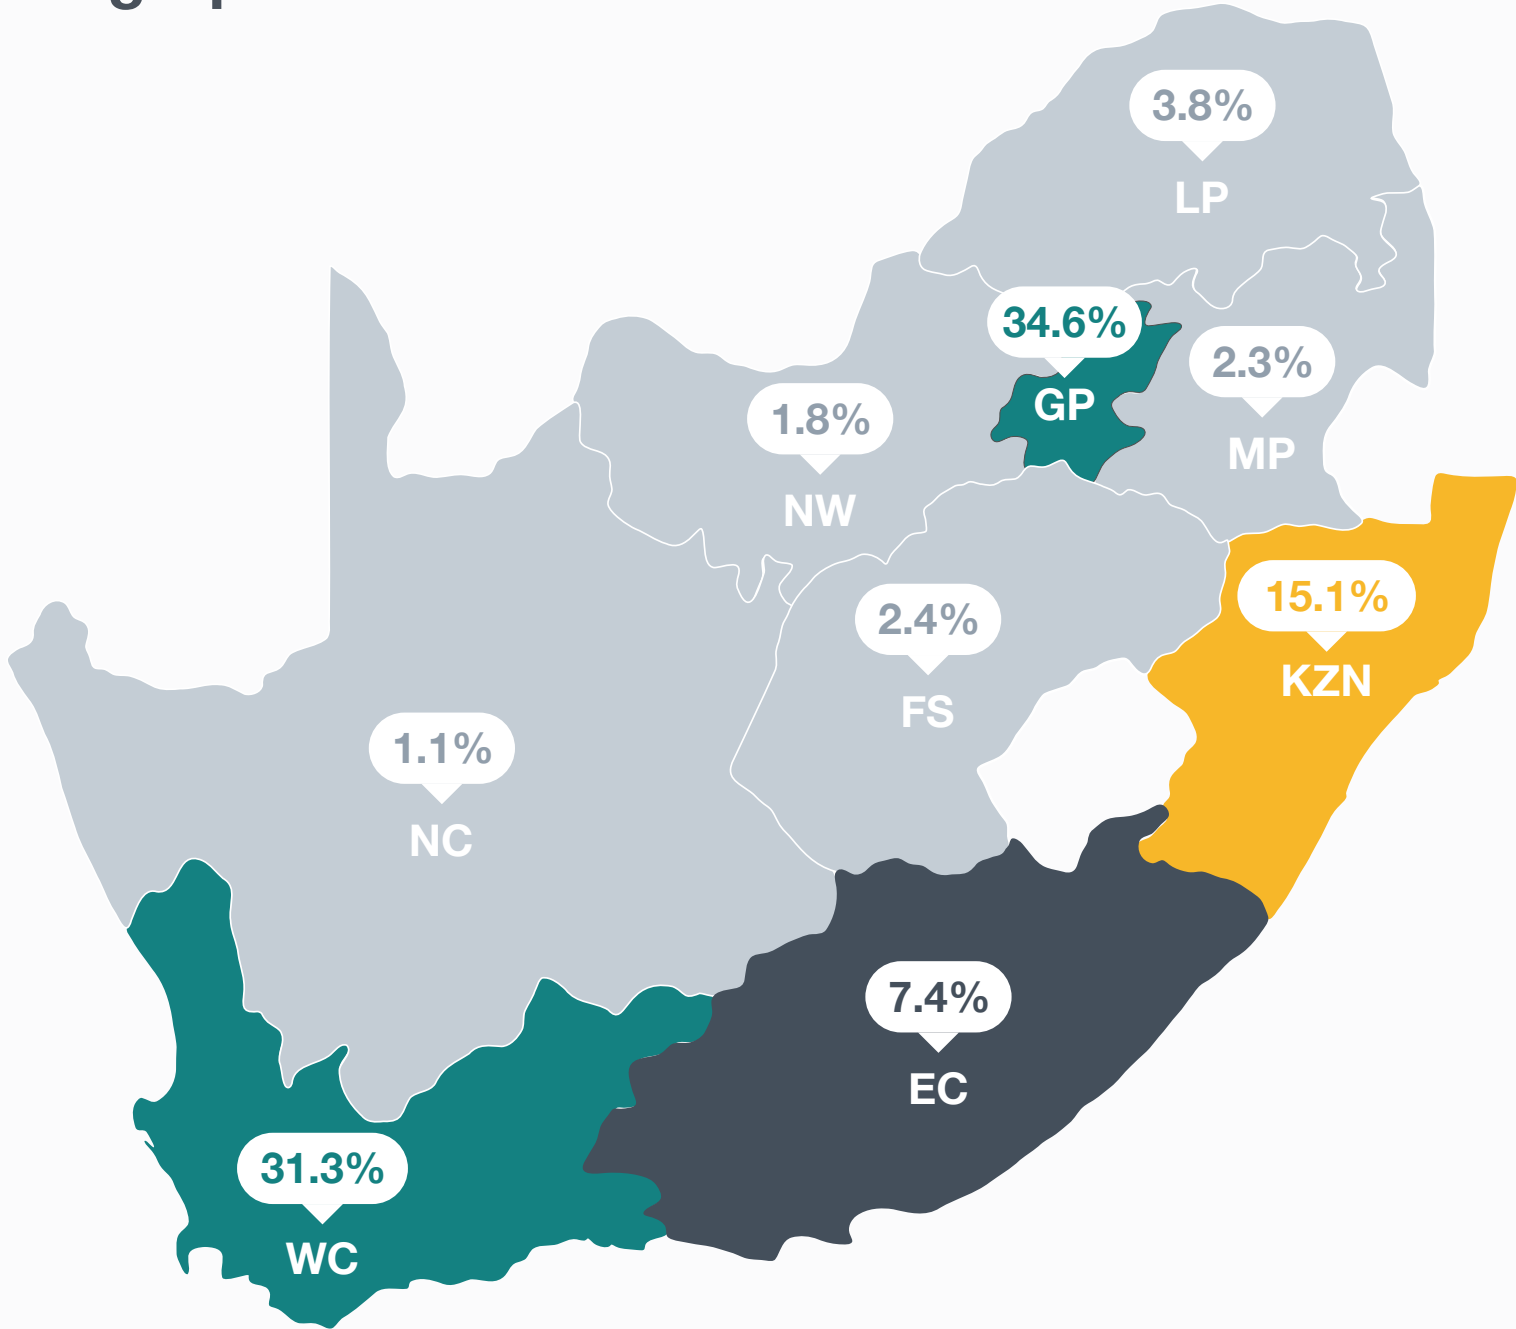 3.8%
LP
34.6%
GP
2.3%
MP
1.8%
NW
15.1%
KZN
2.4%
FS
1.1%
NC
7.4%
EC
31.3%
WC